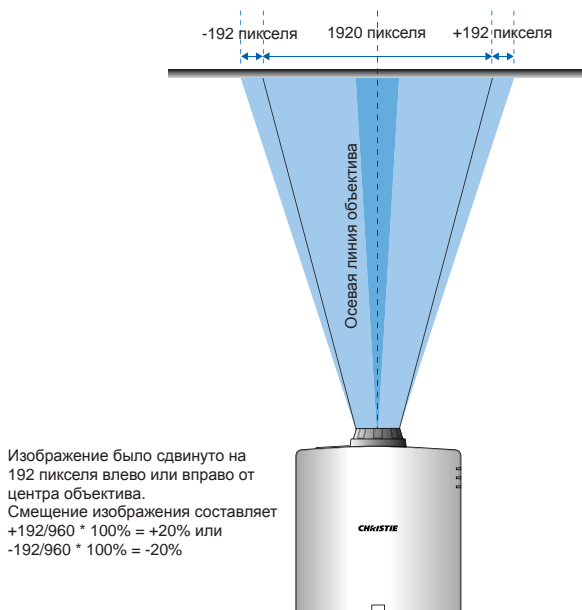 -192 пикселя
1920 пикселя
+192 пикселя
Осевая линия объектива
Изображение было сдвинуто на
192 пикселя влево или вправо от
центра объектива.
Смещение изображения составляет
+192/960 * 100% = +20% или
-192/960 * 100% = -20%
CHRISTIE